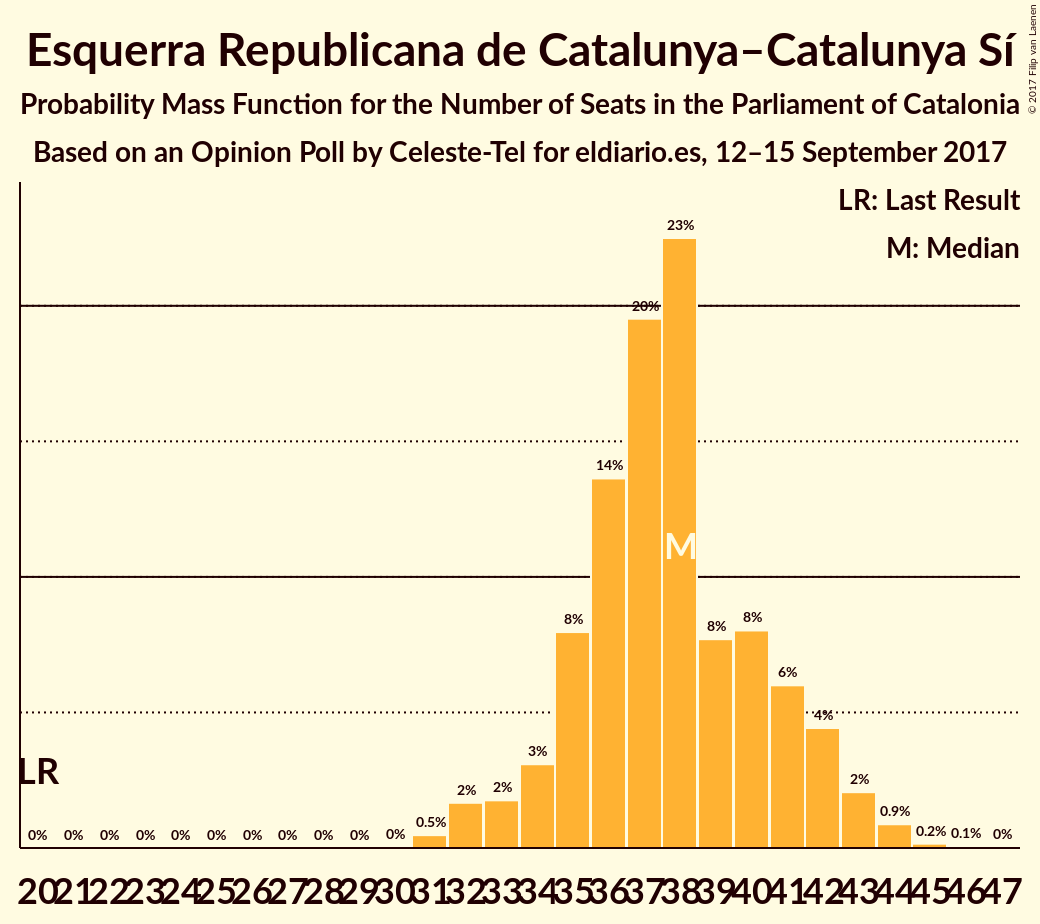 Esquerra Republicana de Catalunya–Catalunya Sí
Probability Mass Function for the Number of Seats in the Parliament of Catalonia
Based on an Opinion Poll by Celeste-Tel for eldiario.es, 12–15 September 2017
© 2017 Filip van Laenen
LR: Last Result
M: Median
LR
M
0% 0% 0% 0% 0% 0% 0% 0% 0% 0% 0% 0.5% 2% 2% 3% 8% 14% 20% 23% 8% 8% 6% 4% 2% 0.9% 0.2% 0.1% 0%
20 21 22 23 24 25 26 27 28 29 30 31 32 33 34 35 36 37 38 39 40 41 42 43 44 45 46 47